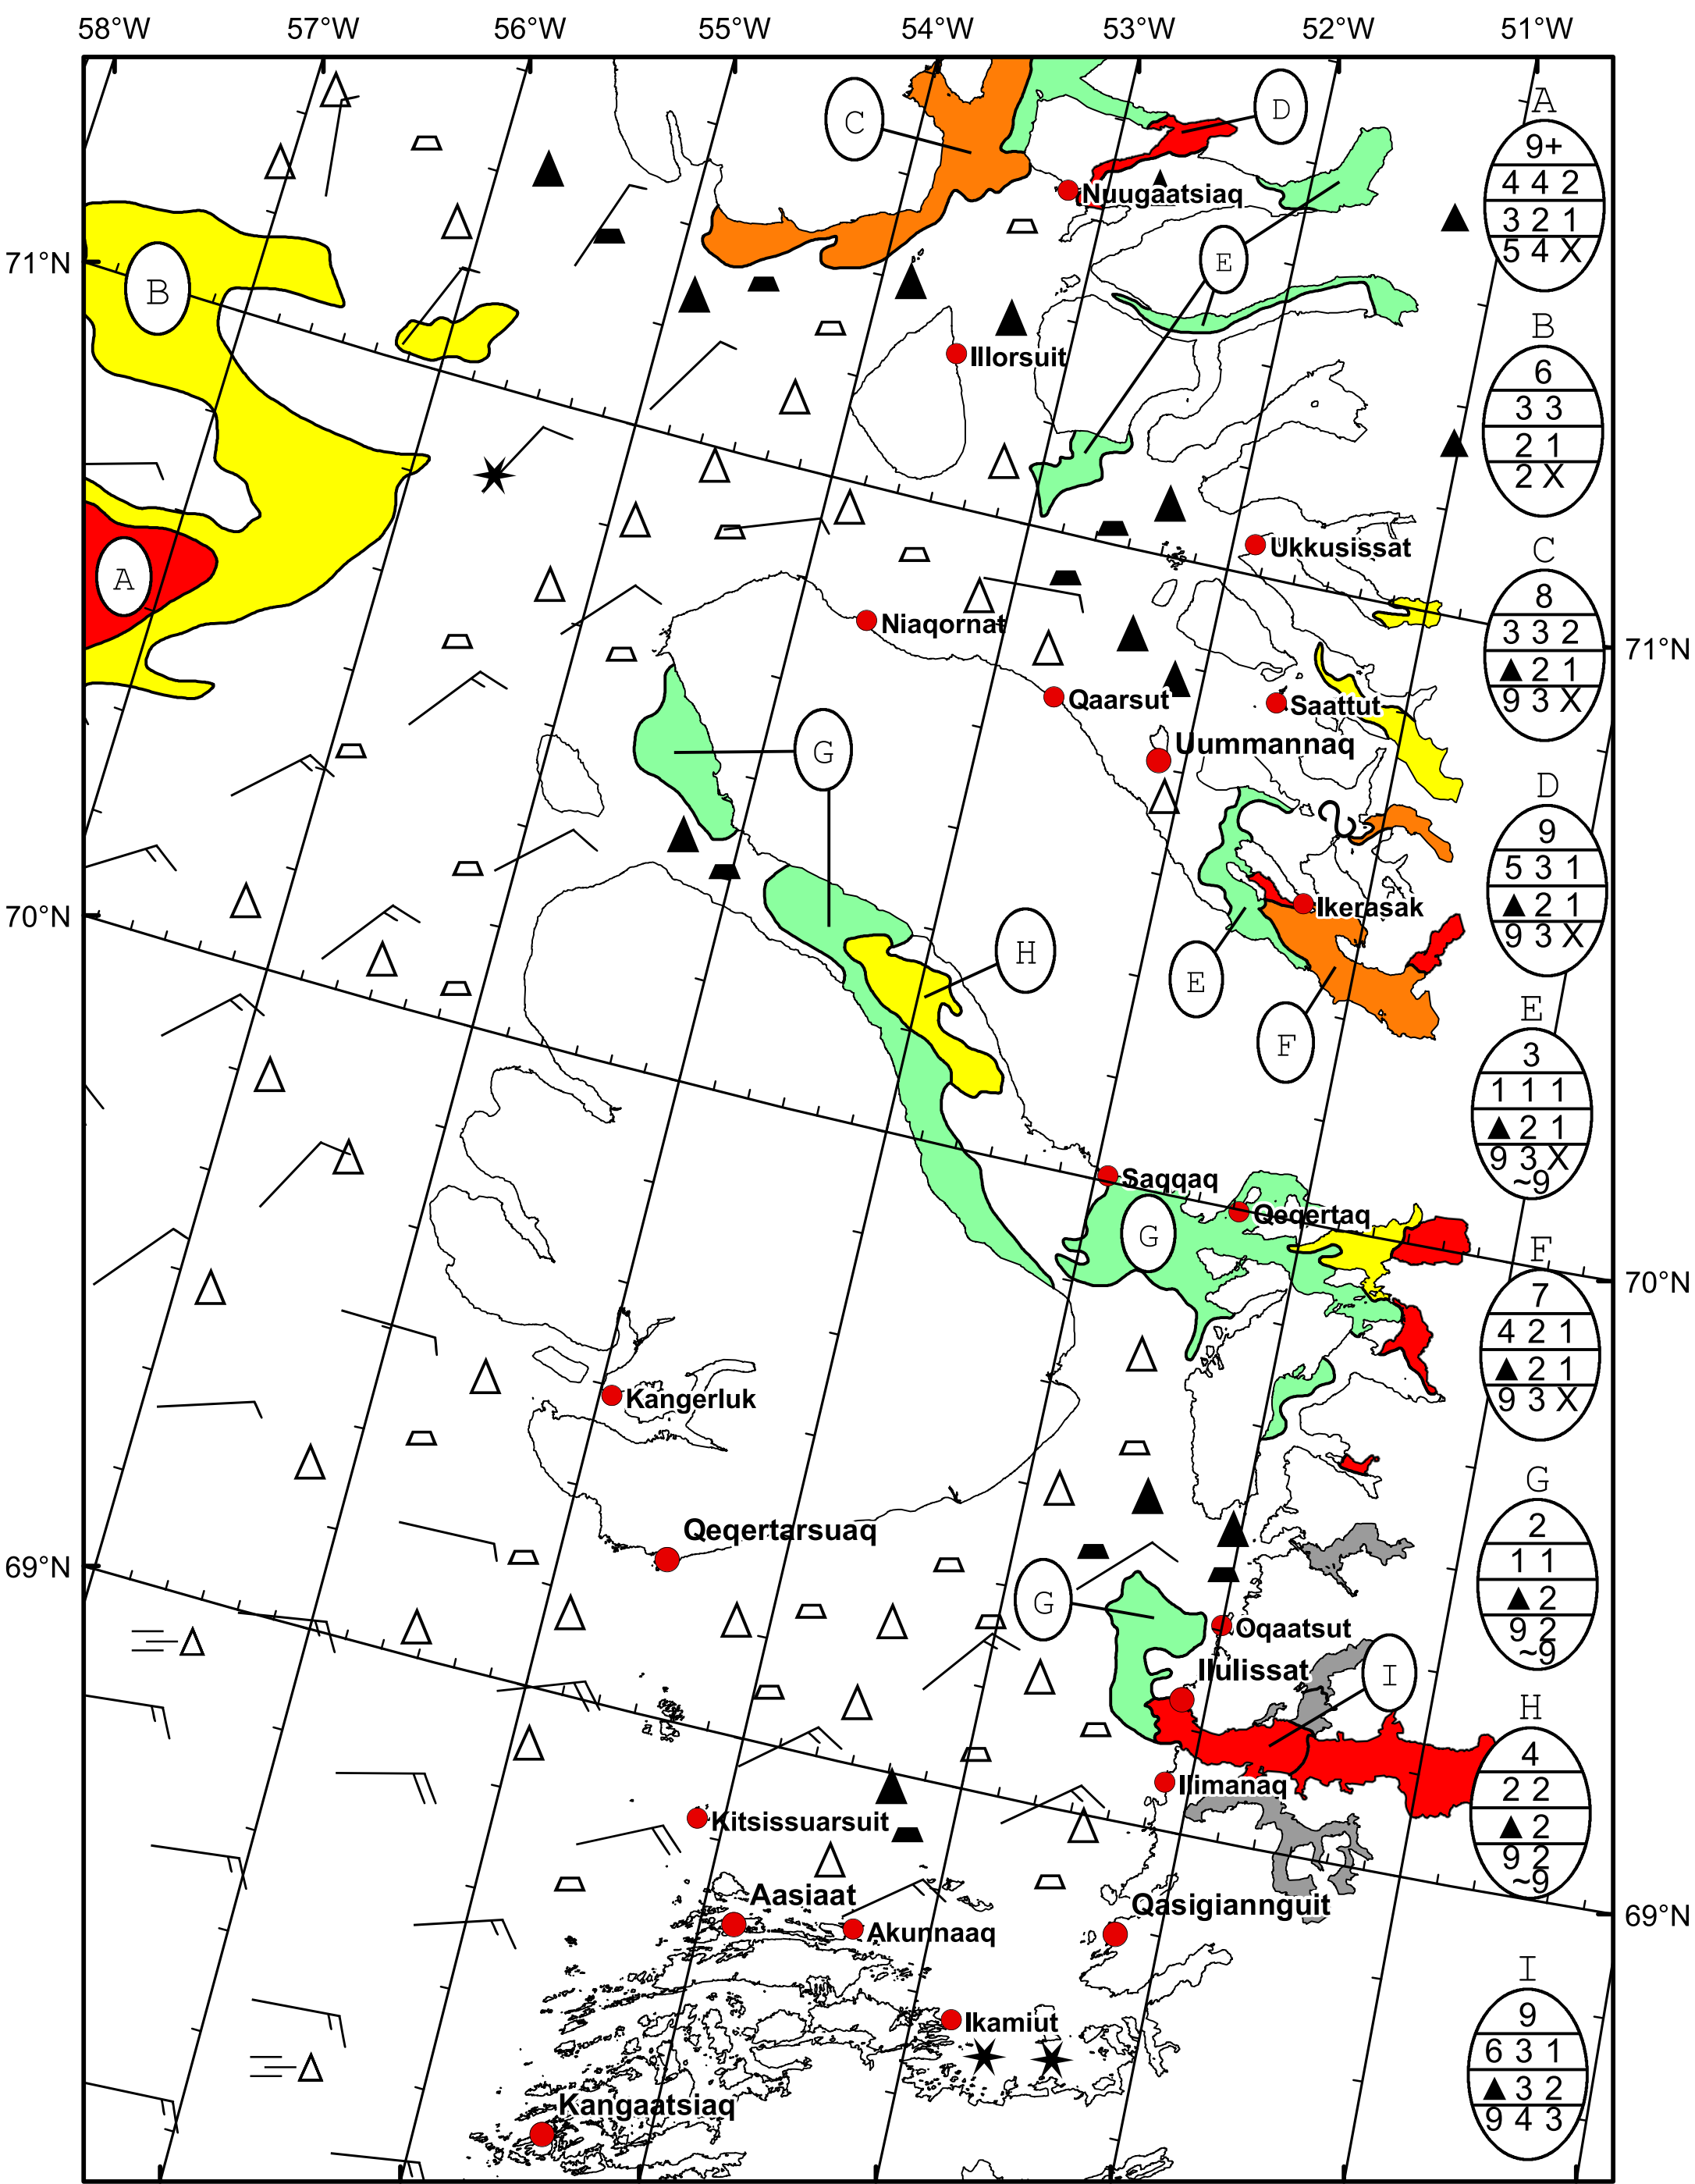 58°W 57°W 56°W 55°W 54°W 53°W 52°W 51°W
C
D
A
9+
4 4 2
3 2 1
5 4 X
Nuugaatsiaq
71°N
B
E
B
6
3 3
2 1
2 X
Illorsuit
A
Ukkusissat
C
8
3 3 2
▲ 2 1
9 3 X
Niaqornat
71°N
Qaarsut
Saattut
Uummannaq
G
D
9
5 3 1
▲ 2 1
9 3 X
Ikerasak
70°N
H
E
F
E
3
1 1 1
▲ 2 1
9 3 X
~9
Saqqaq
Qeqertaq
G
F
7
4 2 1
▲ 2 1
9 3 X
70°N
Kangerluk
G
2
1 1
▲ 2
9 2
~9
Qeqertarsuaq
69°N
G
Oqaatsut
Ilulissat
I
H
4
2 2
▲ 2
9 2
~9
Ilimanaq
Kitsissuarsuit
Aasiaat
Akunnaaq
Qasigiannguit
69°N
I
9
6 3 1
▲ 3 2
9 4 3
Ikamiut
Kangaatsiaq